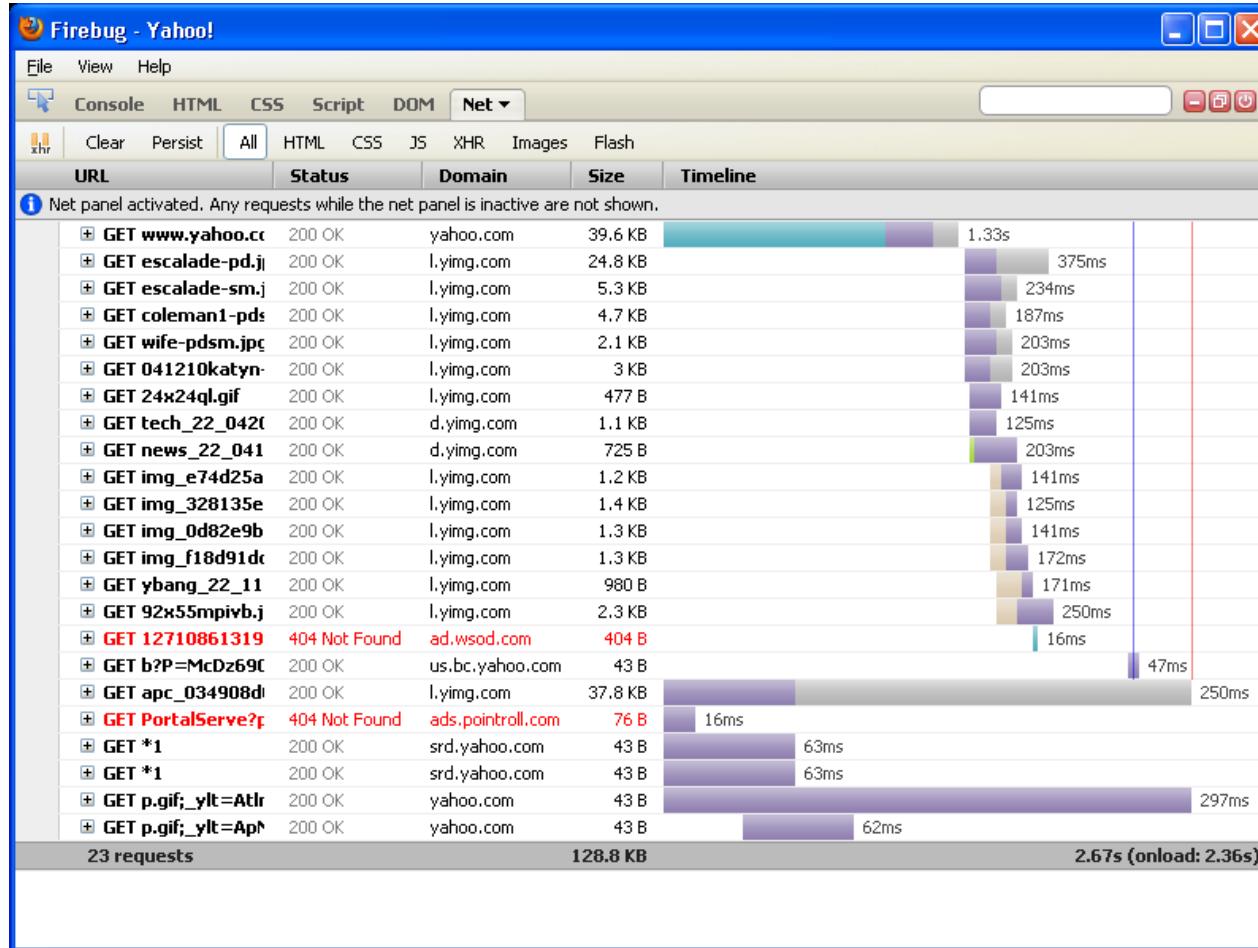 Firebug - Yahoo!
File View Help
Console HTML CSS Script DOM Net
xhr Clear Persist All HTML CSS JS XHR Images Flash
URL Status Domain Size Timeline
Net panel activated. Any requests while the net panel is inactive are not shown.
GET www.yahoo.cc 200 OK yahoo.com 39.6 KB 1.33s
GET escalade-pd.j 200 OK l.yimg.com 24.8 KB 375ms
GET escalade-sm.j 200 OK l.yimg.com 5.3 KB 234ms
GET coleman1-pds 200 OK l.yimg.com 4.7 KB 187ms
GET wife-pdsm.jpg 200 OK l.yimg.com 2.1 KB 203ms
GET 041210katyn- 200 OK l.yimg.com 3 KB 203ms
GET 24x24ql.gif 200 OK l.yimg.com 477 B 141ms
GET tech_22_0420 200 OK d.yimg.com 1.1 KB 125ms
GET news_22_041 200 OK d.yimg.com 725 B 203ms
GET img_e74d25a 200 OK l.yimg.com 1.2 KB 141ms
GET img_328135e 200 OK l.yimg.com 1.4 KB 125ms
GET img_0d82e9b 200 OK l.yimg.com 1.3 KB 141ms
GET img_f18d91dc 200 OK l.yimg.com 1.3 KB 172ms
GET ybang_22_11 200 OK l.yimg.com 980 B 171ms
GET 92x55mpivb.j 200 OK l.yimg.com 2.3 KB 250ms
GET 12710861319 404 Not Found ad.wsod.com 404 B 16ms
GET b?P=McDz690 200 OK us.bc.yahoo.com 43 B 47ms
GET apc_034908d 200 OK l.yimg.com 37.8 KB 250ms
GET PortalServe?p 404 Not Found ads.pointroll.com 76 B 16ms
GET *1 200 OK srd.yahoo.com 43 B 63ms
GET *1 200 OK srd.yahoo.com 43 B 63ms
GET p.gif;_ylt=Atlr 200 OK yahoo.com 43 B 297ms
GET p.gif;_ylt=ApN 200 OK yahoo.com 43 B 62ms
23 requests 128.8 KB 2.67s (onload: 2.36s)